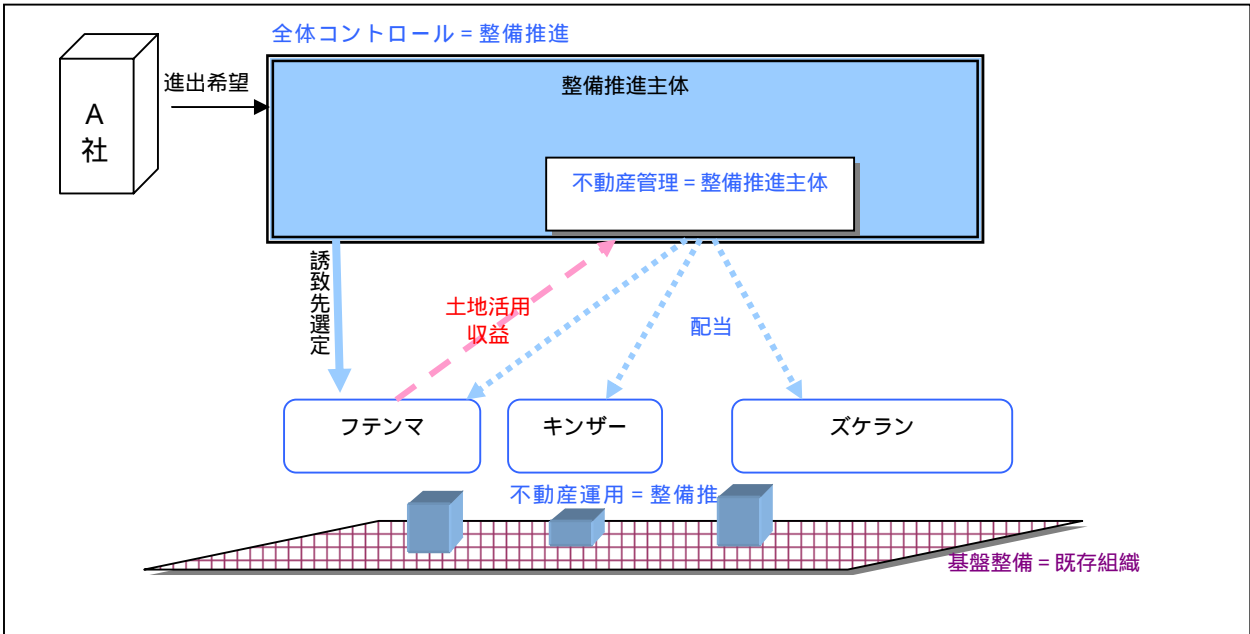 全体コントロール = 整備推進
進出希望
A
社
整備推進主体
不動産管理 = 整備推進主体
誘致先選定
土地活用
収益
配当
フテンマ
キンザー
ズケラン
不動産運用 = 整備推
基盤整備 = 既存組織